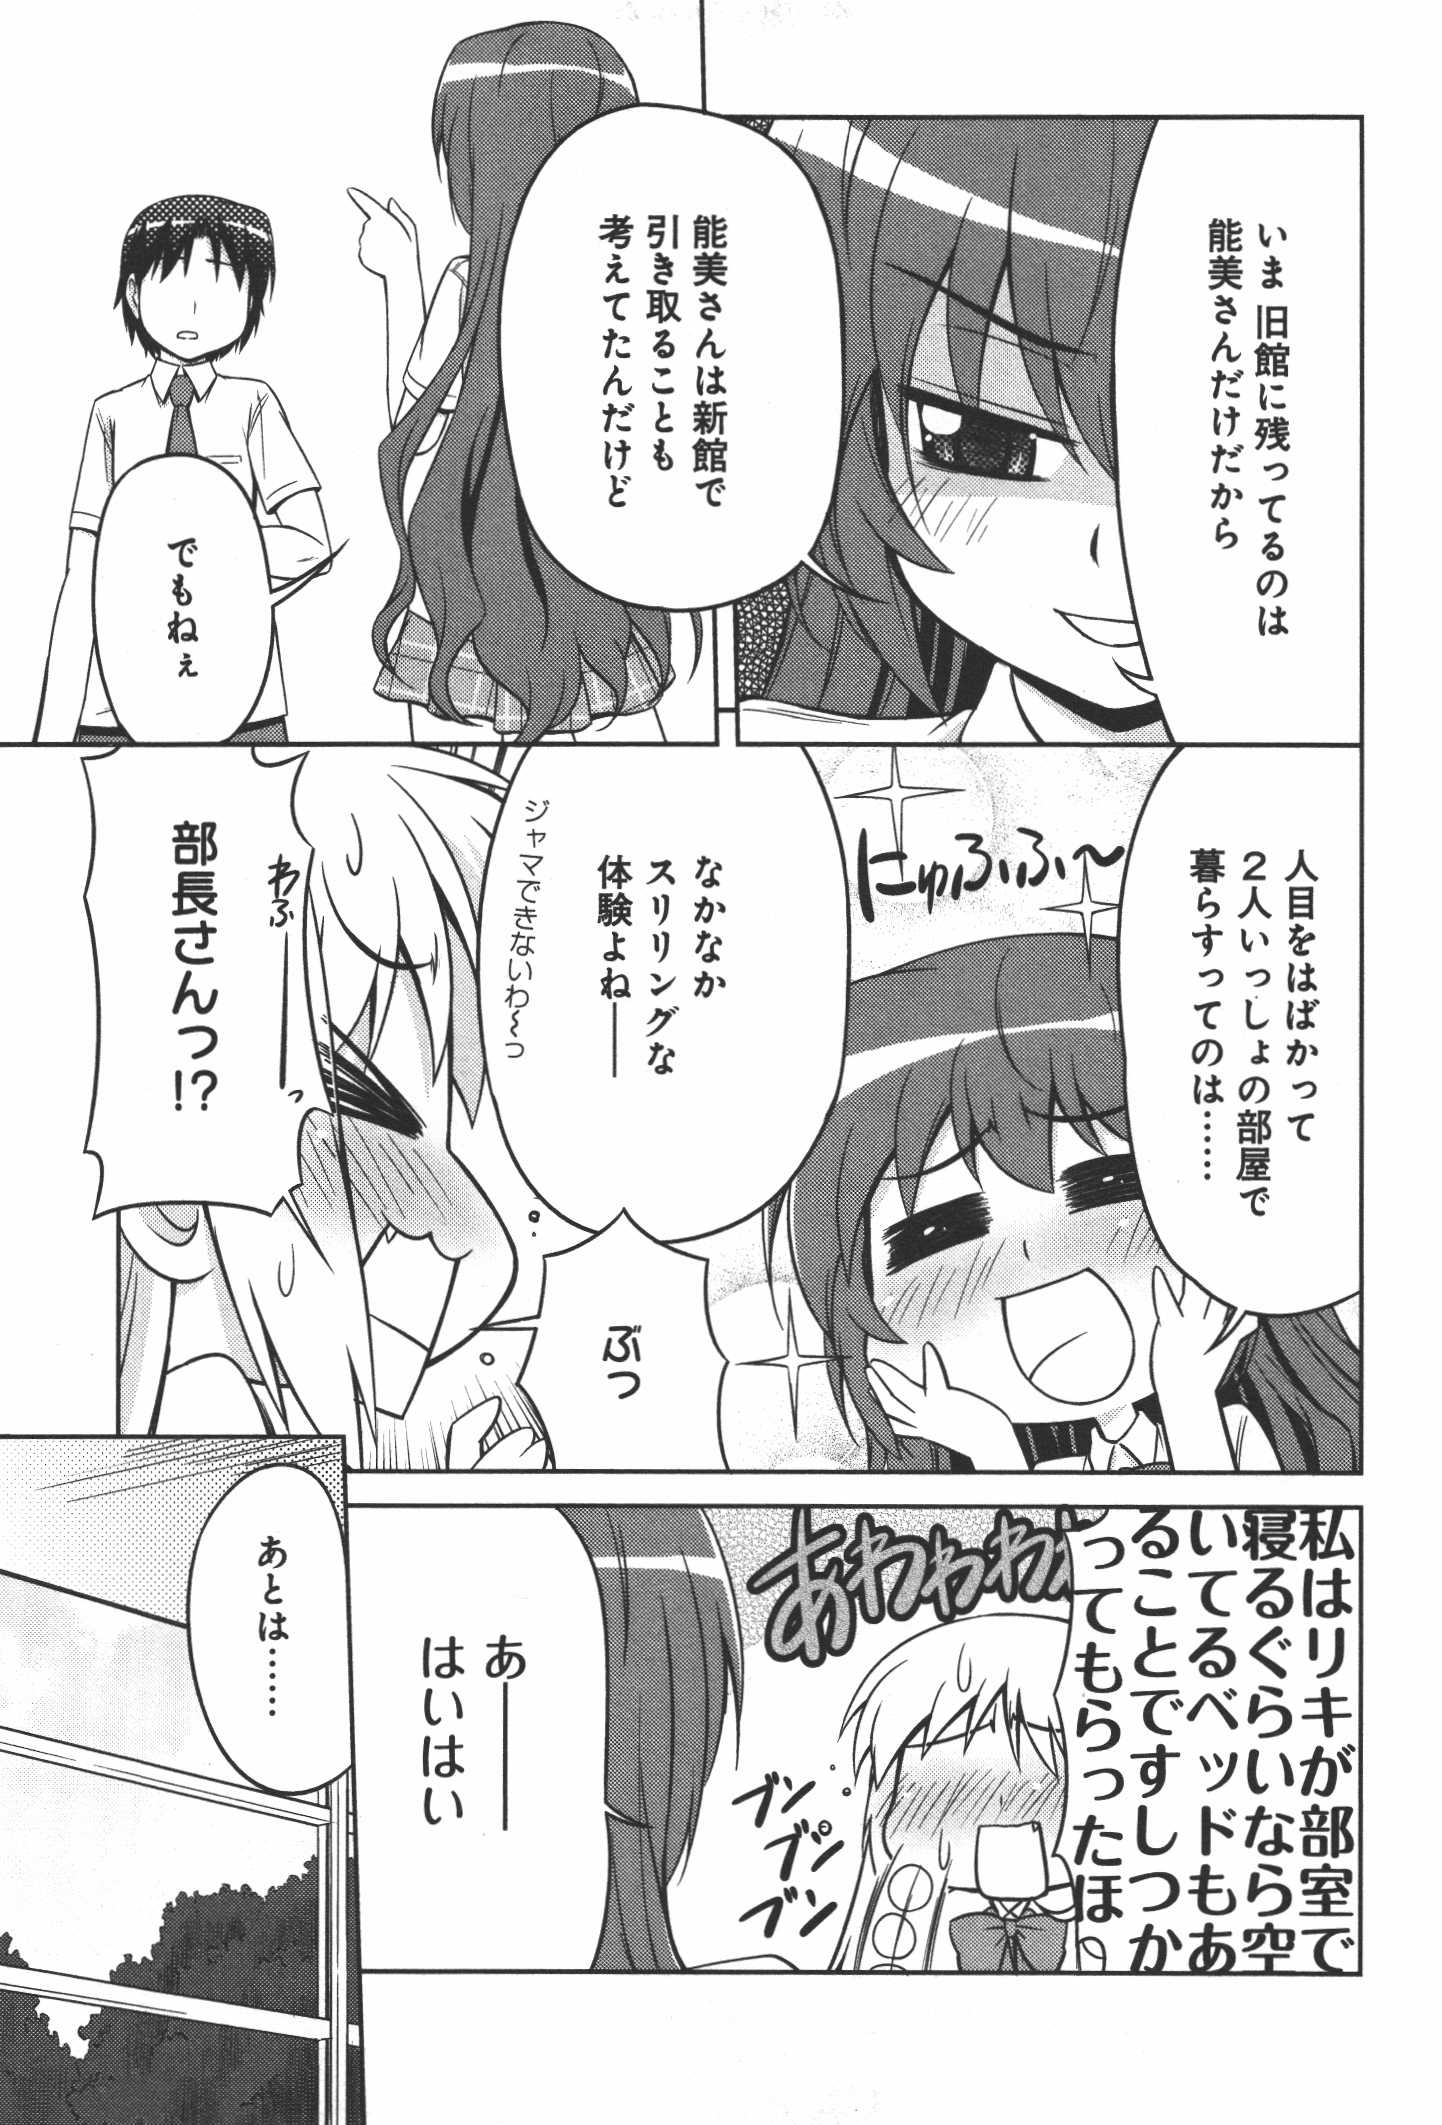 いま 旧館に残ってるのは
能美さんだけだから
能美さんは新館で
引き取ることも
考えてたんだけど
でもねぇ
人目をはばかって
2人いっしょの部屋で
暮らすってのは……
にゅふふふ～
なかなか
スリリングな
体験よね――
ジャマできないわ～っ
ぶっ
わふ――っ
部長さんっ!?
私はリキが部室で
寝るぐらいなら空
いてるベッドもあ
ることですしつか
ってもらったほ
あわわわわ
ブン
ブン
ブン
あ――
はいはい
あとは……